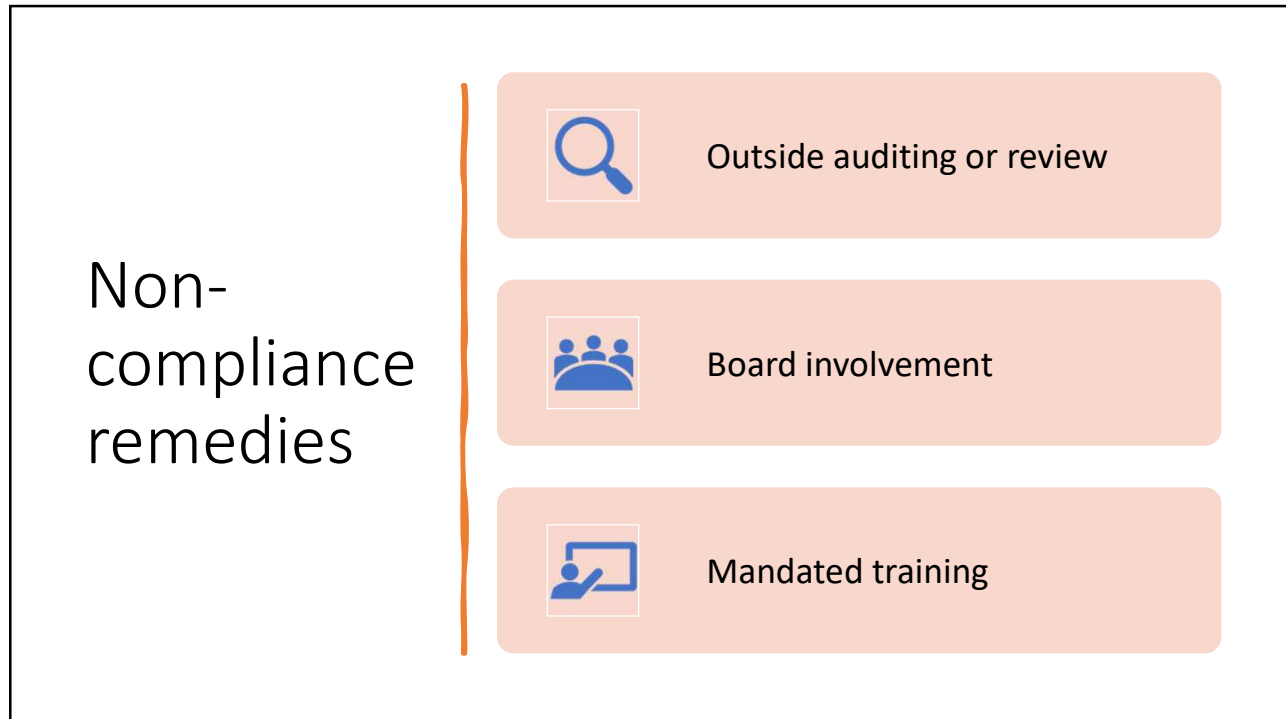 Non-
compliance
remedies
Outside auditing or review
Board involvement
Mandated training